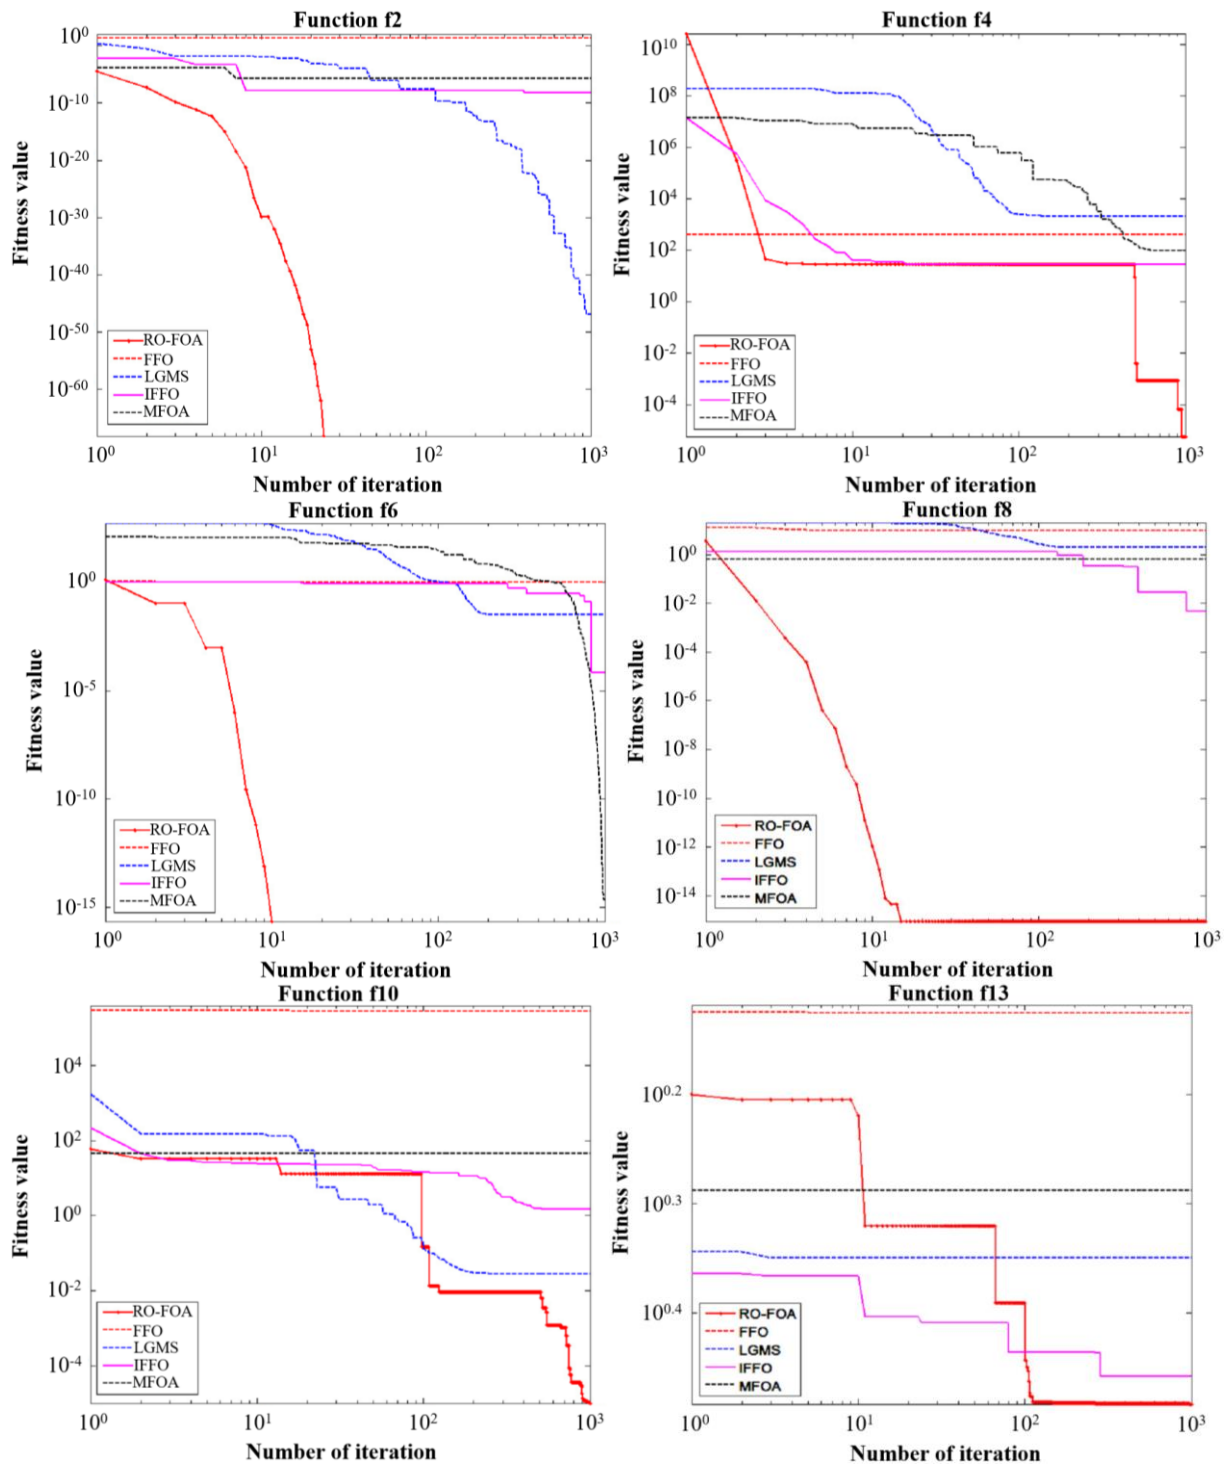 Function f2
Fitness value
10^0
10^-10
10^-20
10^-30
10^-40
10^-50
10^-60
RO-FOA
FFO
LGMS
IFFO
MFOA
10^0 10^1 10^2 10^3
Number of iteration
Function f4
Fitness value
10^10
10^8
10^6
10^4
10^2
10^0
10^-2
10^-4
RO-FOA
FFO
LGMS
IFFO
MFOA
10^0 10^1 10^2 10^3
Number of iteration
Function f6
Fitness value
10^0
10^-5
10^-10
10^-15
RO-FOA
FFO
LGMS
IFFO
MFOA
10^0 10^1 10^2 10^3
Number of iteration
Function f8
Fitness value
10^0
10^-2
10^-4
10^-6
10^-8
10^-10
10^-12
10^-14
RO-FOA
FFO
LGMS
IFFO
MFOA
10^0 10^1 10^2 10^3
Number of iteration
Function f10
Fitness value
10^4
10^2
10^0
10^-2
10^-4
RO-FOA
FFO
LGMS
IFFO
MFOA
10^0 10^1 10^2 10^3
Number of iteration
Function f13
Fitness value
10^0.2
10^0.3
10^0.4
RO-FOA
FFO
LGMS
IFFO
MFOA
10^0 10^1 10^2 10^3
Number of iteration